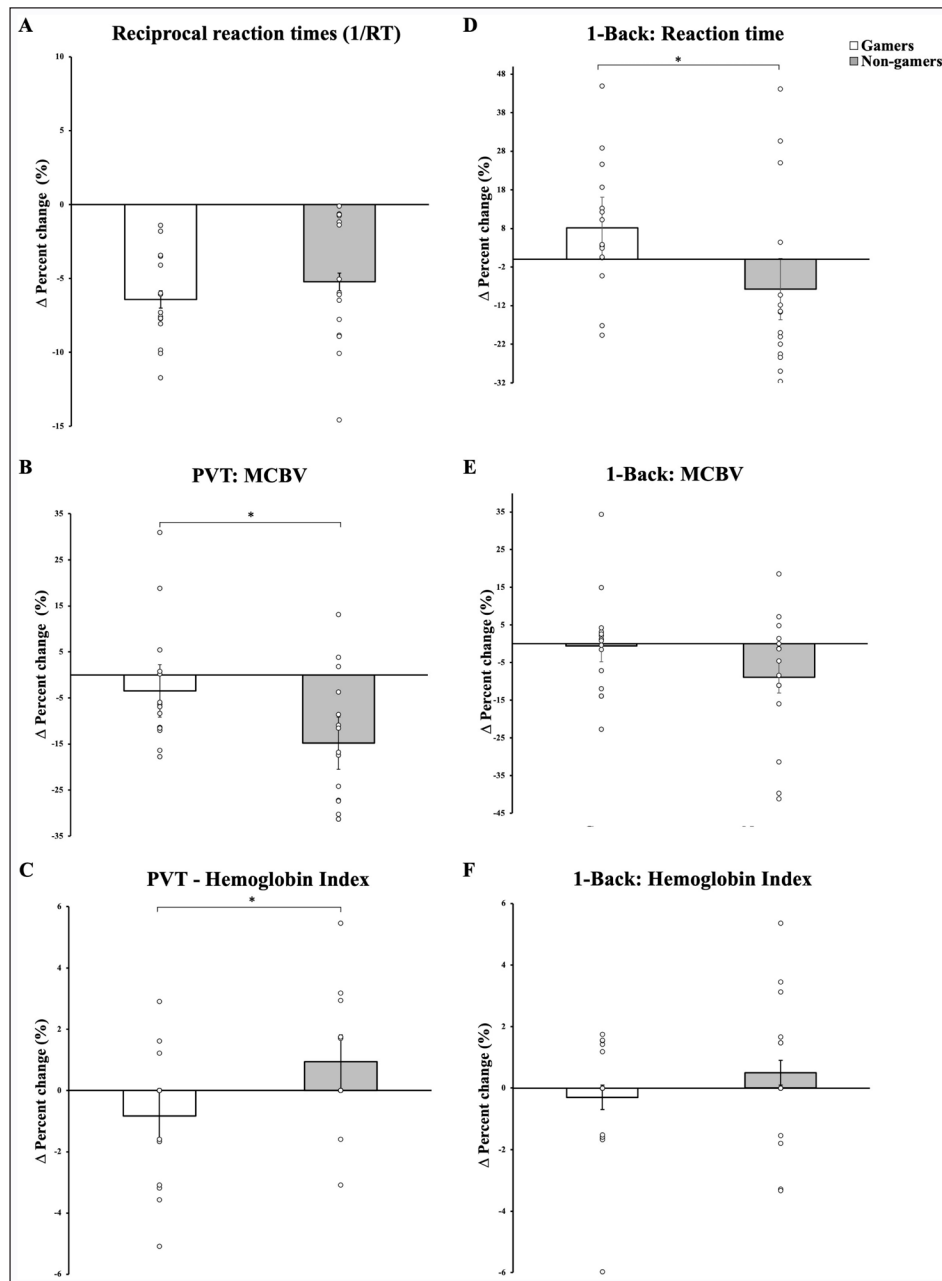 A
Reciprocal reaction times (1/RT)
Δ Percent change (%)
10
5
0
-5
-10
-15
D
1-Back: Reaction time
Gamers
Non-gamers
*
Δ Percent change (%)
48
38
28
18
8
-2
-12
-22
-32
B
PVT: MCBV
*
Δ Percent change (%)
35
25
15
5
-5
-15
-25
-35
E
1-Back: MCBV
Δ Percent change (%)
35
25
15
5
-5
-15
-25
-35
-45
C
PVT - Hemoglobin Index
*
Δ Percent change (%)
6
4
2
0
-2
-4
-6
F
1-Back: Hemoglobin Index
Δ Percent change (%)
6
4
2
0
-2
-4
-6